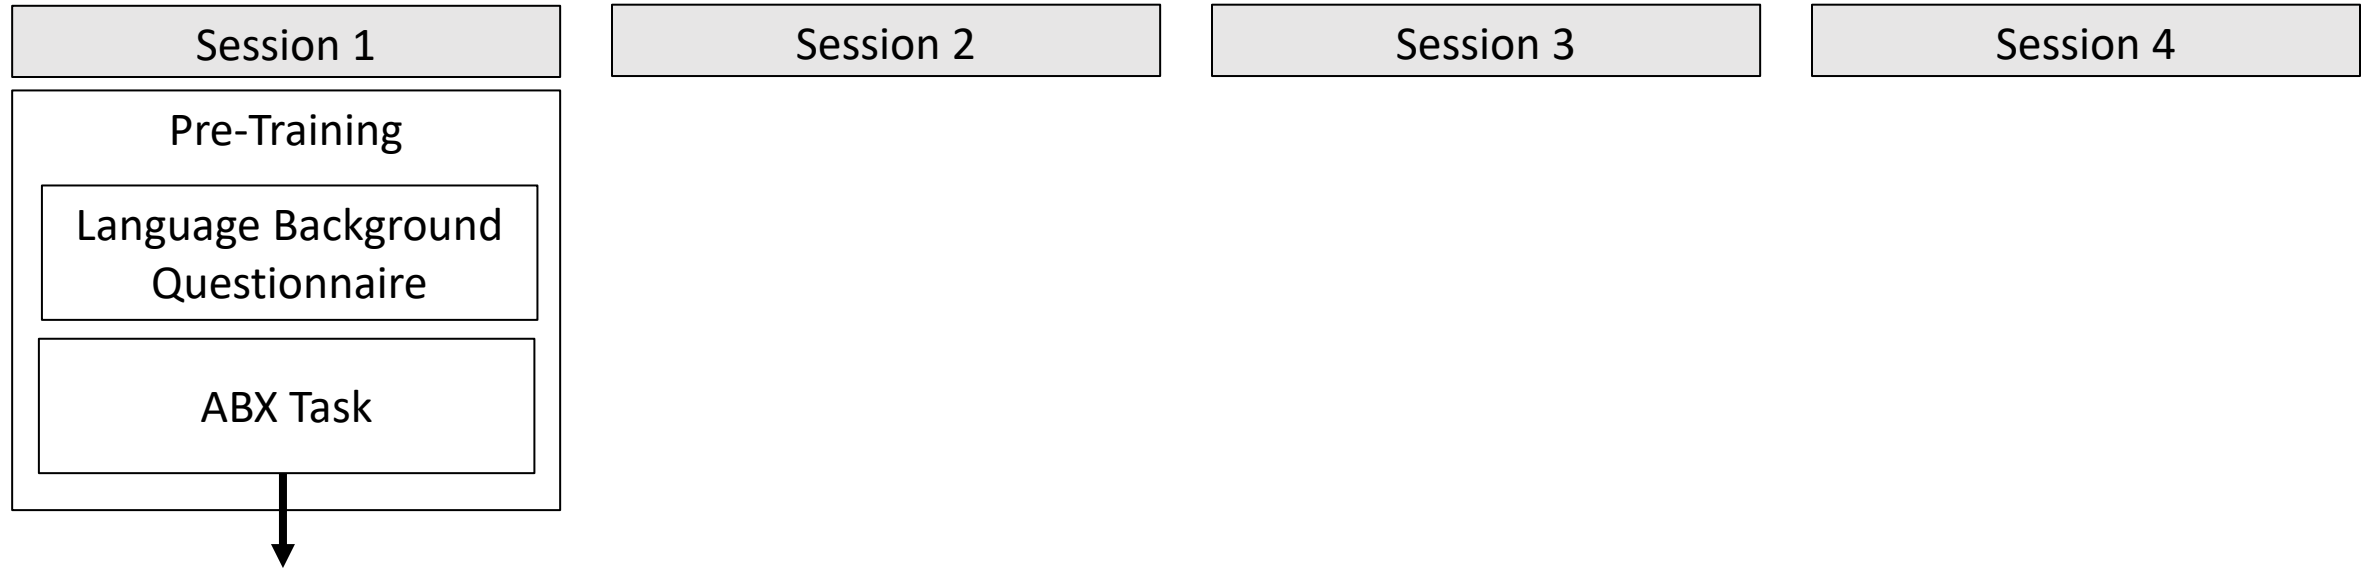 Session 1
Session 2
Session 3
Session 4
Pre-Training
Language Background
Questionnaire
ABX Task